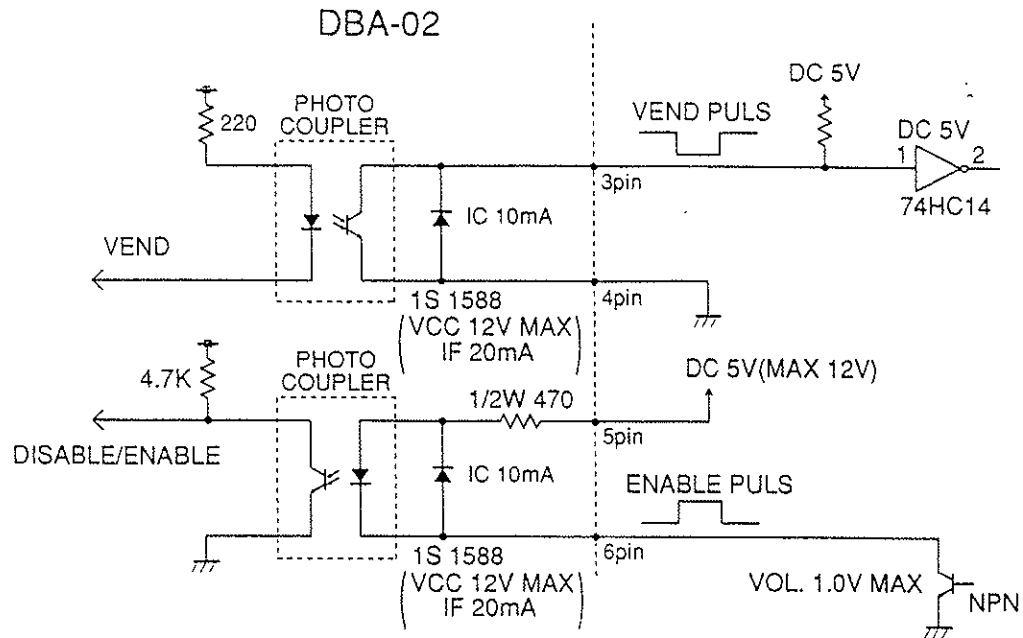 DBA-02
DC 5V
220
PHOTO
COUPLER
VEND PULS
DC 5V
1
2
3pin
74HC14
IC 10mA
VEND
4pin
1S 1588
(VCC 12V MAX
IF 20mA)
PHOTO
COUPLER
4.7K
DC 5V(MAX 12V)
1/2W 470
5pin
DISABLE/ENABLE
IC 10mA
ENABLE PULS
6pin
1S 1588
(VCC 12V MAX
IF 20mA)
VOL. 1.0V MAX
NPN